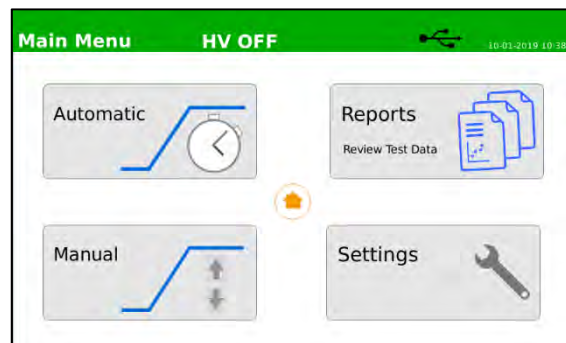 Main Menu HV OFF 10-01-2019 10:38
Automatic
Reports
Review Test Data
Manual
Settings